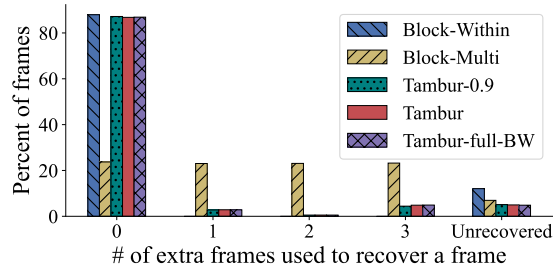 Percent of frames
80
60
40
20
0
Block-Within
Block-Multi
Tambur-0.9
Tambur
Tambur-full-BW
0 1 2 3 Unrecovered
# of extra frames used to recover a frame